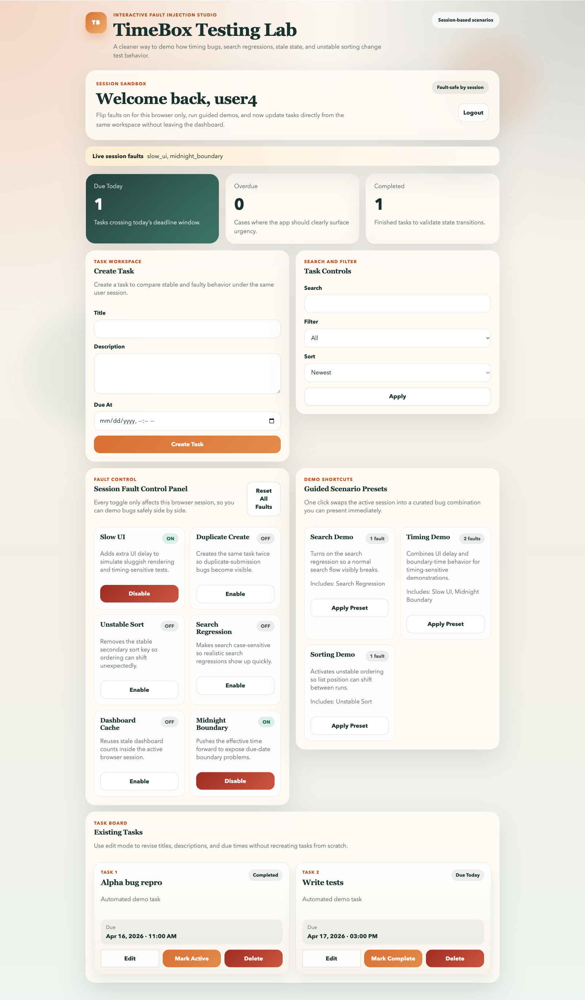 TB
INTERACTIVE FAULT INJECTION STUDIO
TimeBox Testing Lab
A cleaner way to demo how timing bugs, search regressions, stale state, and unstable sorting change
test behavior.
Session-based scenarios
SESSION SANDBOX
Welcome back, user4
Flip faults on for this browser only, run guided demos, and now update tasks directly from the
same workspace without leaving the dashboard.
Fault-safe by session
Logout
Live session faults slow_ui, midnight_boundary
Due Today
1
Tasks crossing today's deadline window.
Overdue
0
Cases where the app should clearly surface
urgency.
Completed
1
Finished tasks to validate state transitions.
TASK WORKSPACE
Create Task
Create a task to compare stable and faulty behavior under the same
user session.
Title
Description
Due At
mm/dd/yyyy, --:-- --
Create Task
SEARCH AND FILTER
Task Controls
Search
Filter
All
Sort
Newest
Apply
FAULT CONTROL
Session Fault Control Panel
Every toggle only affects this browser session, so you
can demo bugs safely side by side.
Reset
All
Faults
Slow UI
ON
Adds extra UI delay to
simulate sluggish rendering
and timing-sensitive tests.
Disable
Duplicate Create
OFF
Creates the same task twice
so duplicate-submission
bugs become visible.
Enable
Unstable Sort
OFF
Removes the stable
secondary sort key so
ordering can shift
unexpectedly.
Enable
Search
Regression
OFF
Makes search case-sensitive
so realistic search
regressions show up quickly.
Enable
Dashboard
Cache
OFF
Reuses stale dashboard
counts inside the active
browser session.
Enable
Midnight
Boundary
ON
Pushes the effective time
forward to expose due-date
boundary problems.
Disable
DEMO SHORTCUTS
Guided Scenario Presets
One click swaps the active session into a curated bug combination
you can present immediately.
Search Demo
1 fault
Turns on the search
regression so a normal
search flow visibly breaks.
Includes: Search Regression
Apply Preset
Timing Demo
2 faults
Combines UI delay and
boundary-time behavior for
timing-sensitive
demonstrations.
Includes: Slow UI, Midnight
Boundary
Apply Preset
Sorting Demo
1 fault
Activates unstable ordering
so list position can shift
between runs.
Includes: Unstable Sort
Apply Preset
TASK BOARD
Existing Tasks
Use edit mode to revise titles, descriptions, and due times without recreating tasks from scratch.
TASK 1
Alpha bug repro
Completed
Automated demo task
Due
Apr 16, 2026 · 11:00 AM
Edit
Mark Active
Delete
TASK 2
Write tests
Due Today
Automated demo task
Due
Apr 17, 2026 · 03:00 PM
Edit
Mark Complete
Delete